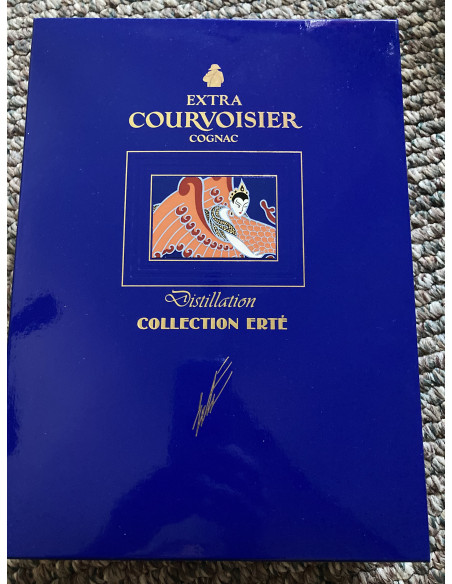 EXTRA
COURVOISIER
COGNAC
Distillation
COLLECTION ERTÉ